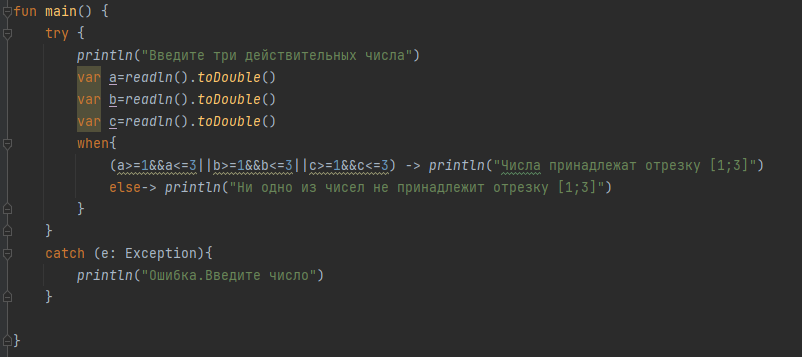 fun main() {
    try {
        println("Введите три действительных числа")
        var a=readln().toDouble()
        var b=readln().toDouble()
        var c=readln().toDouble()
        when{
            (a>=1&&a<=3||b>=1&&b<=3||c>=1&&c<=3) -> println("Числа принадлежат отрезку [1;3]")
            else-> println("Ни одно из чисел не принадлежит отрезку [1;3]")
        }
    }
    catch (e: Exception){
        println("Ошибка.Введите число")
    }
}